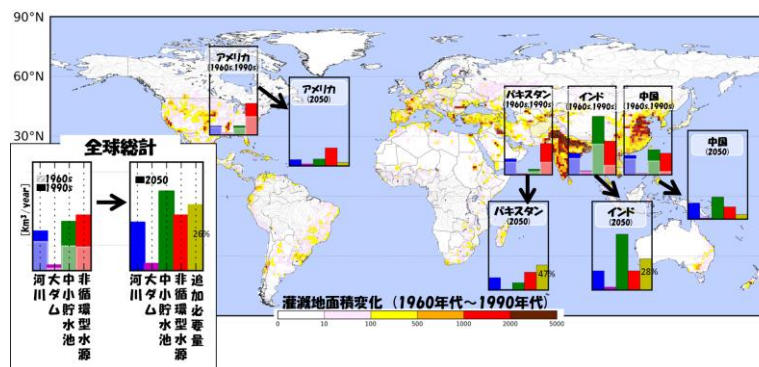 90°N
60°N
30°N
アメリカ
(1960s,1990s)
アメリカ
(2050)
パキスタン
(1960s,1990s)
インド
(1960s,1990s)
中国
(1960s,1990s)
中国
(2050)
パキスタン
(2050)
47%
インド
(2050)
28%
全球総計
[km³/year]
1960s
1990s
2050
26%
河川
大ダム
中小貯水池
非循環型水源
河川
大ダム
中小貯水池
非循環型水源
追加必要量
灌漑地面積変化（1960年代～1990年代）
0 10 100 500 1000 2000 5000